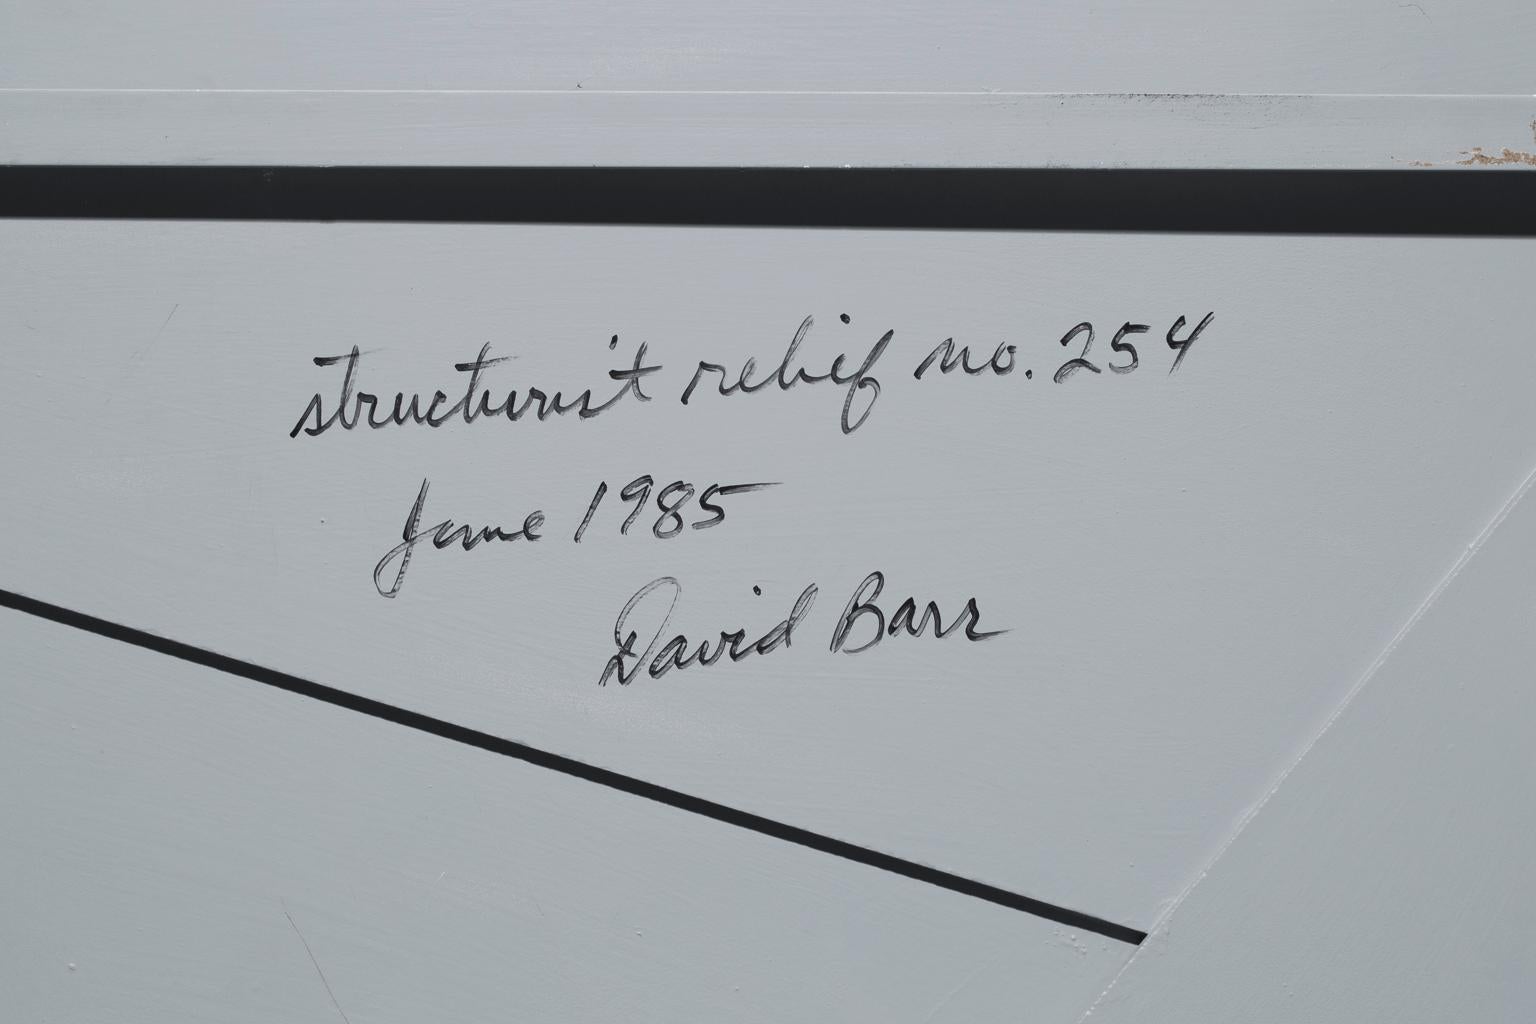 structurist relief no. 254
June 1985
David Barr